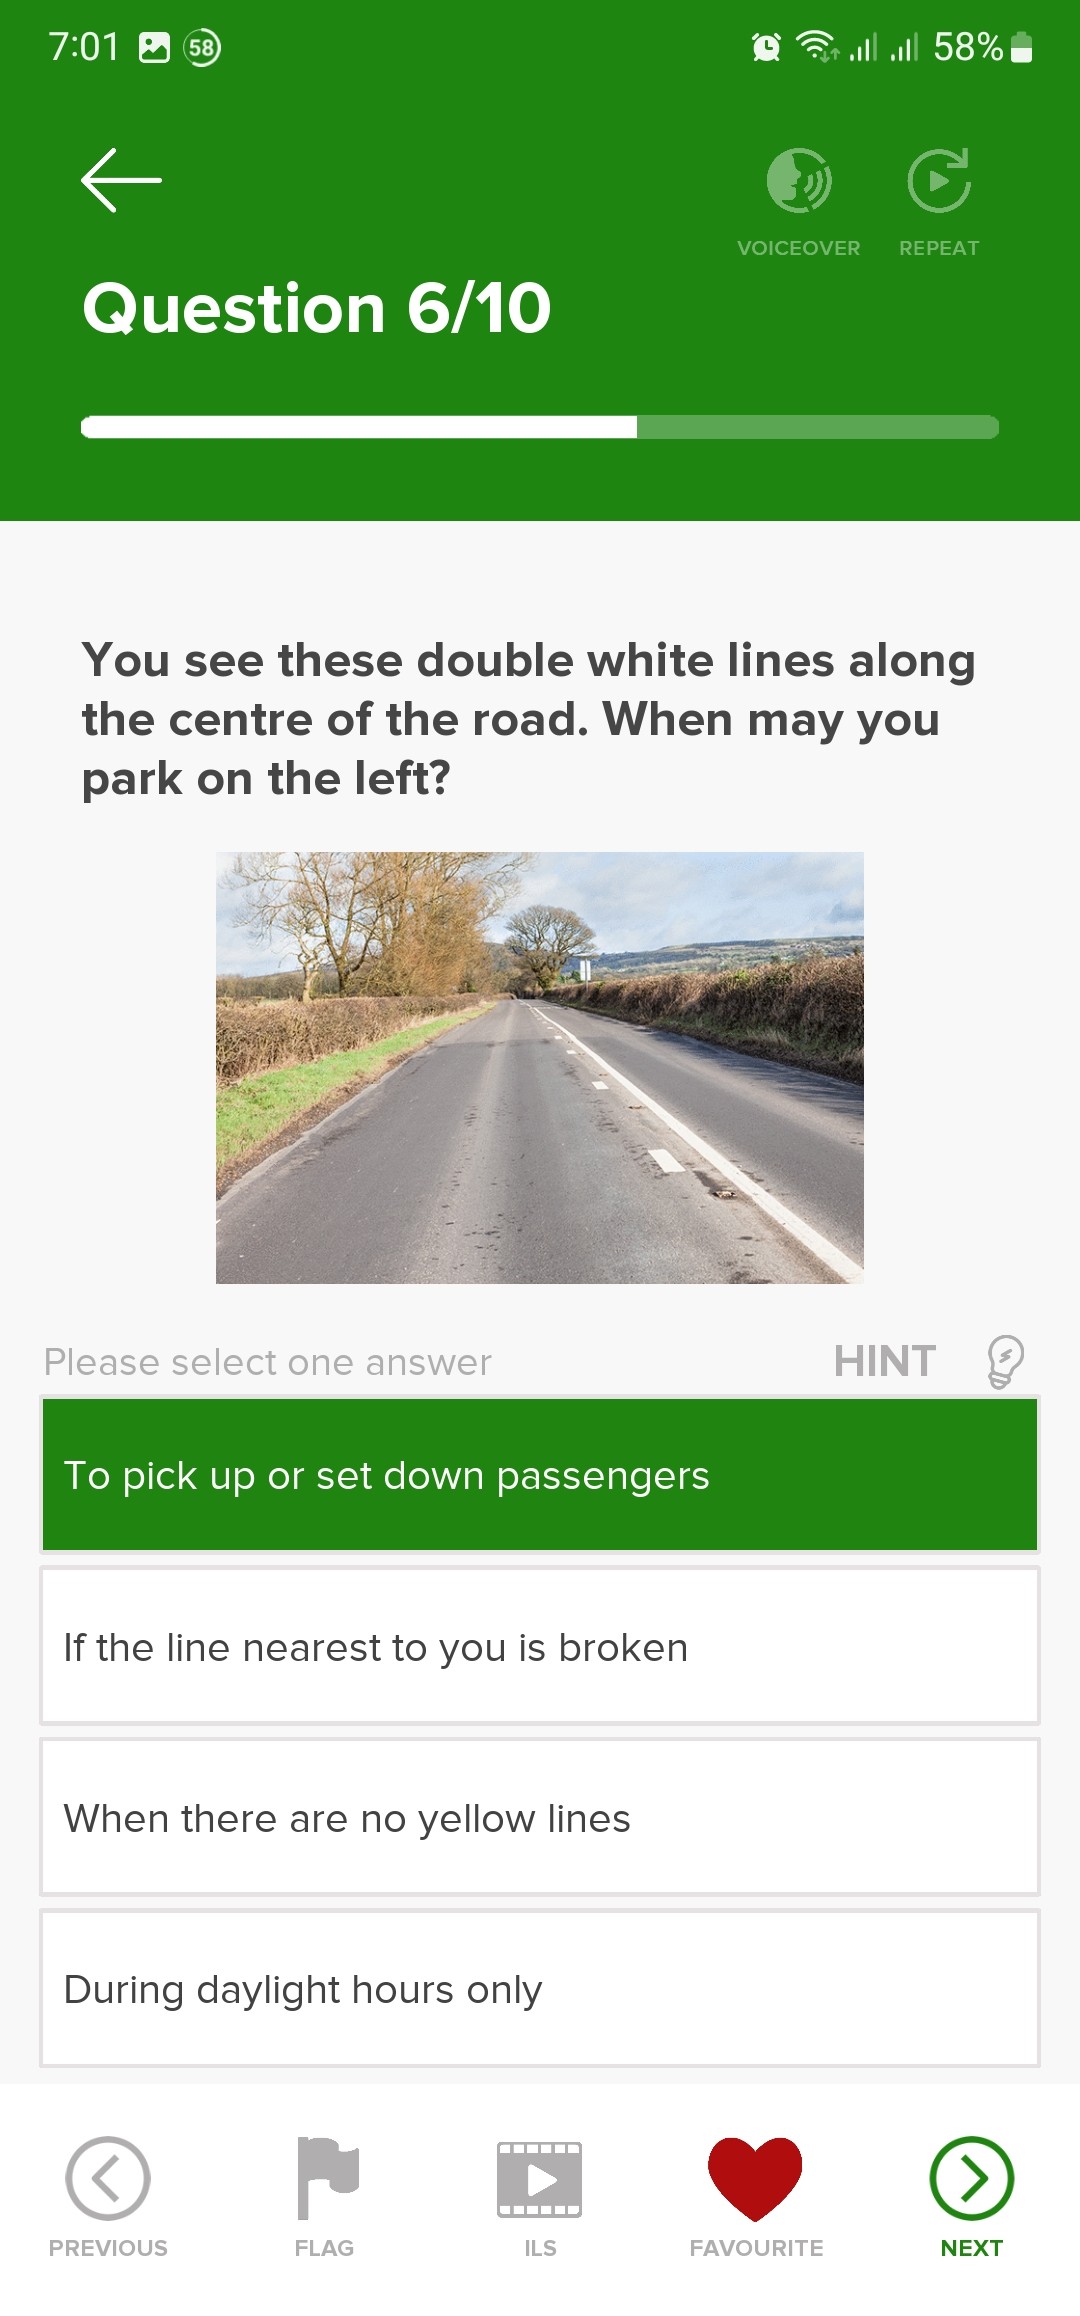 7:01 58 58%
VOICEOVER REPEAT
Question 6/10
You see these double white lines along
the centre of the road. When may you
park on the left?
Please select one answer HINT
To pick up or set down passengers
If the line nearest to you is broken
When there are no yellow lines
During daylight hours only
PREVIOUS FLAG ILS FAVOURITE NEXT